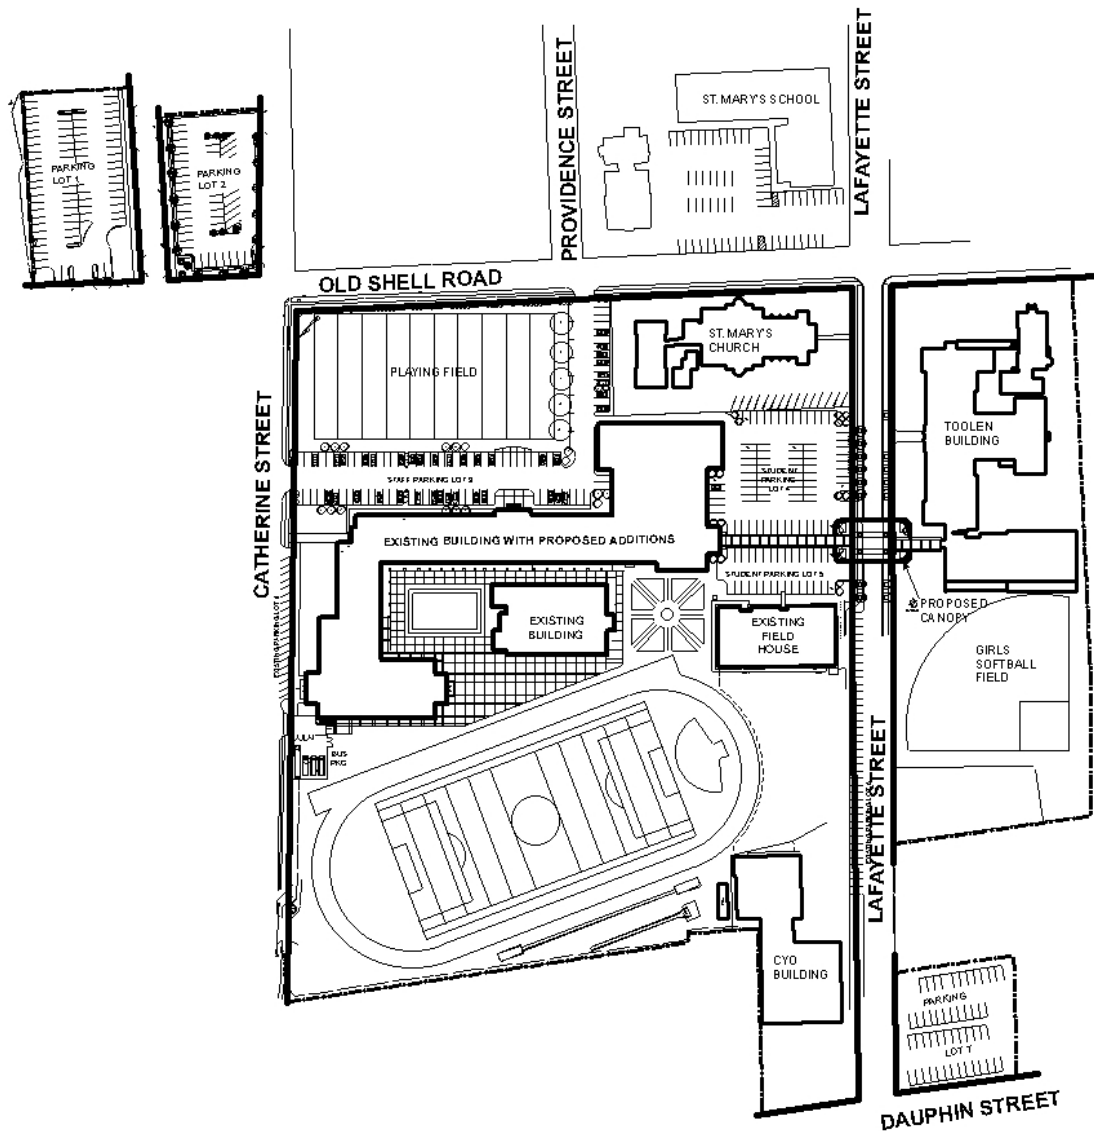 PROVIDENCE STREET
LAFAYETTE STREET
ST. MARY'S SCHOOL
PARKING
LOT 1
PARKING
LOT 2
OLD SHELL ROAD
ST. MARY'S
CHURCH
PLAYING FIELD
CATHERINE STREET
TOOLEN
BUILDING
STAFF PARKING LOT 3
STUDENT
PARKING
LOT 4
EXISTING BUILDING WITH PROPOSED ADDITIONS
STUDENT PARKING LOT 5
PROPOSED
CANOPY
EXISTING
BUILDING
EXISTING
FIELD
HOUSE
GIRLS
SOFTBALL
FIELD
EXISTING PARKING LOT
BUS
PKG
LAFAYETTE STREET
CYO
BUILDING
PARKING
LOT 7
DAUPHIN STREET